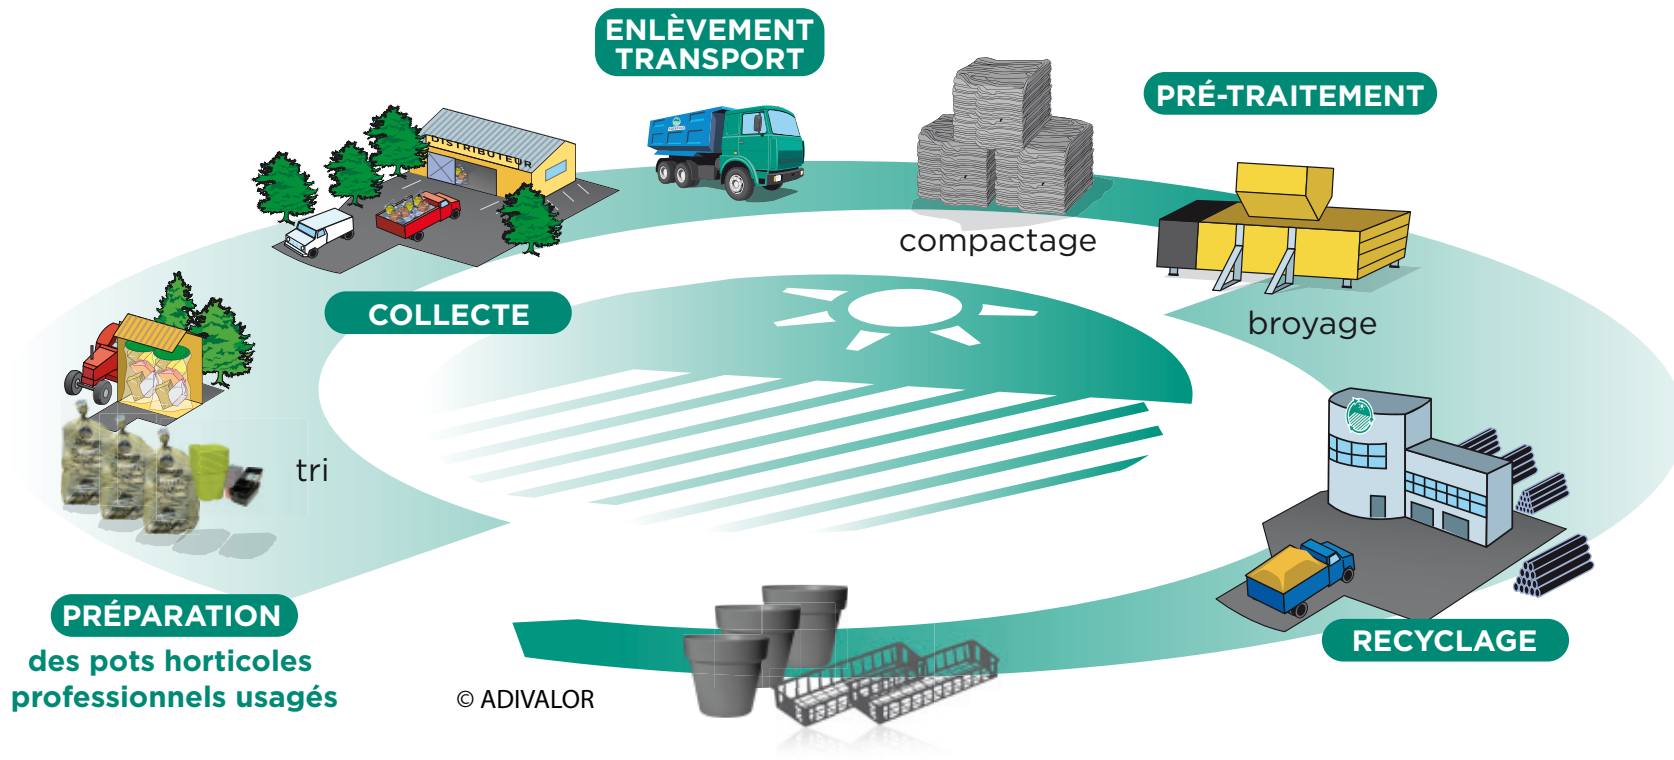 ENLÈVEMENT
TRANSPORT
PRÉ-TRAITEMENT
DISTRIBUTEUR
compactage
COLLECTE
broyage
tri
PRÉPARATION
des pots horticoles
professionnels usagés
RECYCLAGE
© ADIVALOR